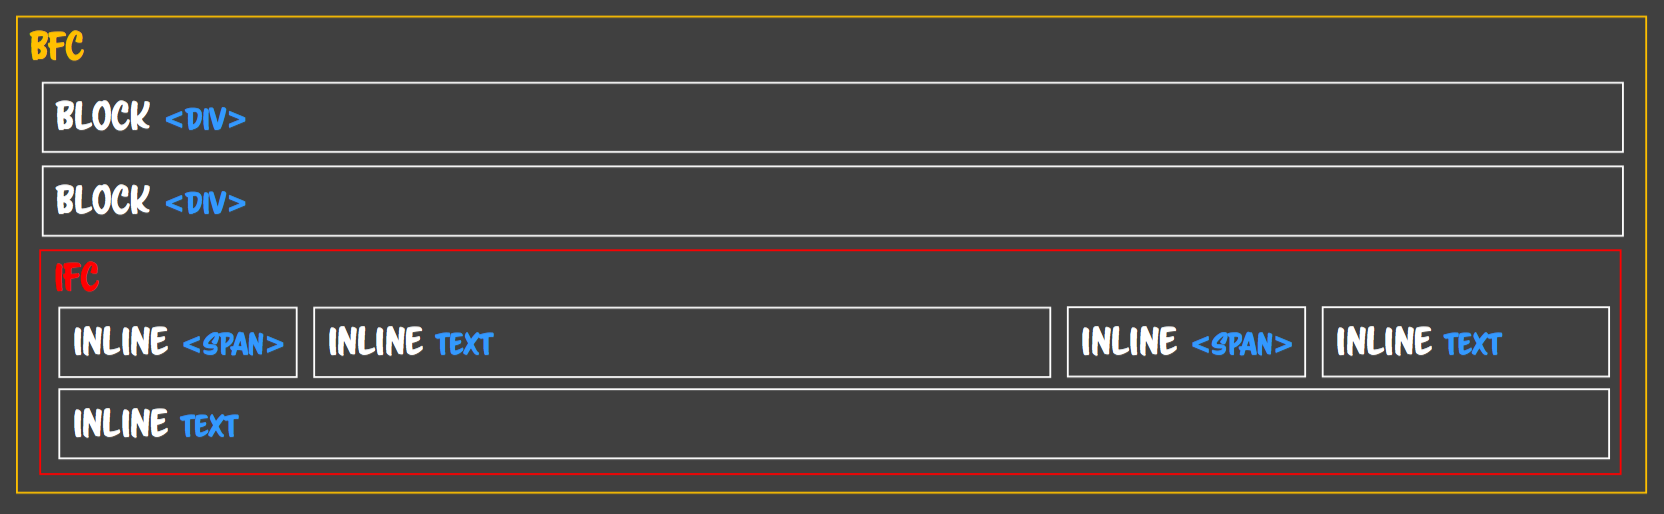 BFC
BLOCK <DIV>
BLOCK <DIV>
IFC
INLINE <SPAN> INLINE TEXT INLINE <SPAN> INLINE TEXT
INLINE TEXT